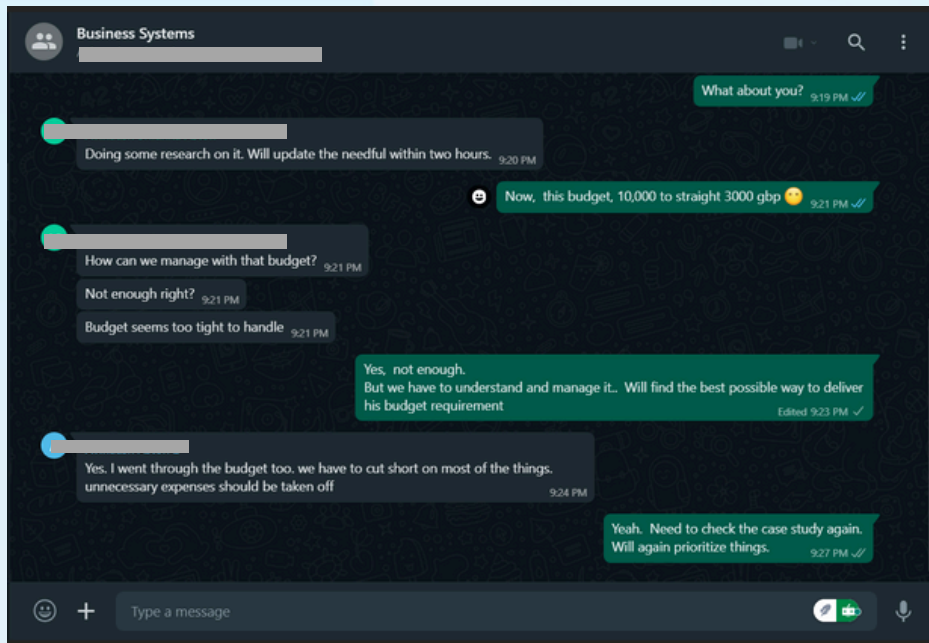 Business Systems
What about you? 9:19 PM
Doing some research on it. Will update the needful within two hours. 9:20 PM
Now, this budget, 10,000 to straight 3000 gbp 😶 9:21 PM
How can we manage with that budget? 9:21 PM
Not enough right? 9:21 PM
Budget seems too tight to handle 9:21 PM
Yes, not enough.
But we have to understand and manage it.. Will find the best possible way to deliver
his budget requirement
Edited 9:23 PM
Yes. I went through the budget too. we have to cut short on most of the things.
unnecessary expenses should be taken off
9:24 PM
Yeah. Need to check the case study again.
Will again prioritize things. 9:27 PM
Type a message